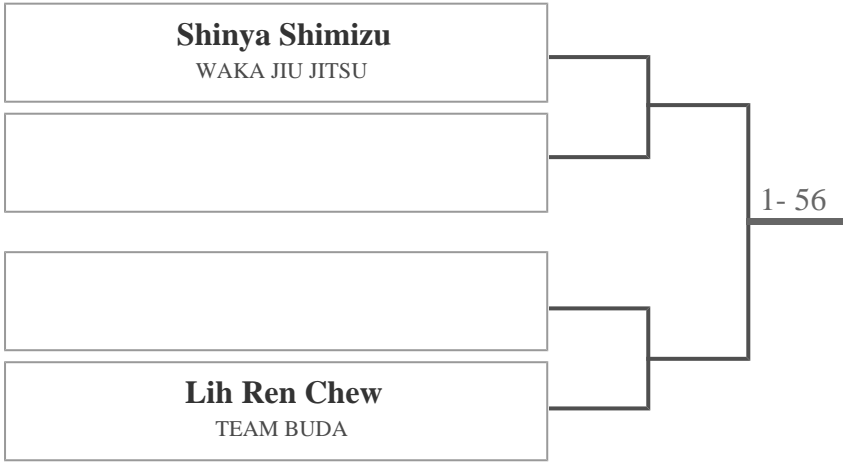 Shinya Shimizu
WAKA JIU JITSU
1- 56
Lih Ren Chew
TEAM BUDA